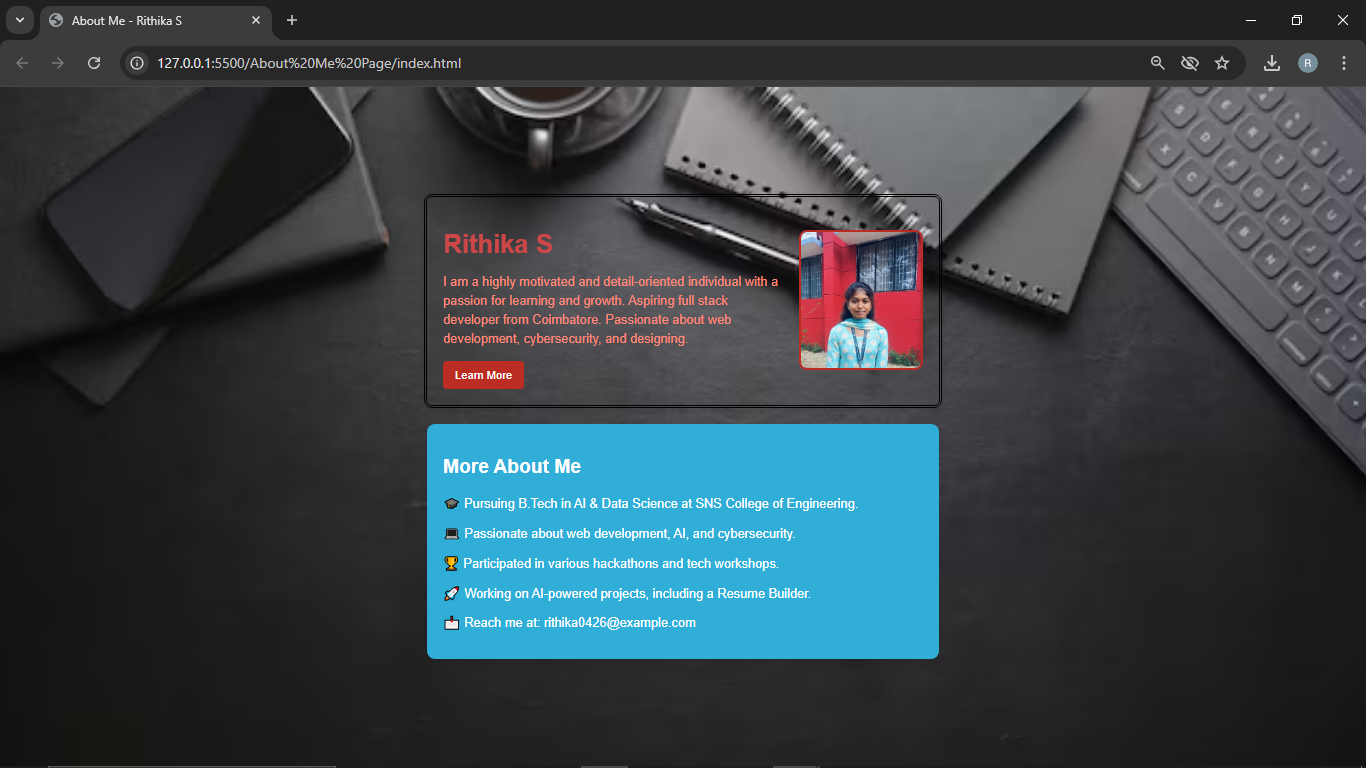 About Me - Rithika S
127.0.0.1:5500/About%20Me%20Page/index.html
R
Rithika S
I am a highly motivated and detail-oriented individual with a
passion for learning and growth. Aspiring full stack
developer from Coimbatore. Passionate about web
development, cybersecurity, and designing.
Learn More
More About Me
🎓 Pursuing B.Tech in AI & Data Science at SNS College of Engineering.
💻 Passionate about web development, AI, and cybersecurity.
🏆 Participated in various hackathons and tech workshops.
🚀 Working on AI-powered projects, including a Resume Builder.
📩 Reach me at: rithika0426@example.com